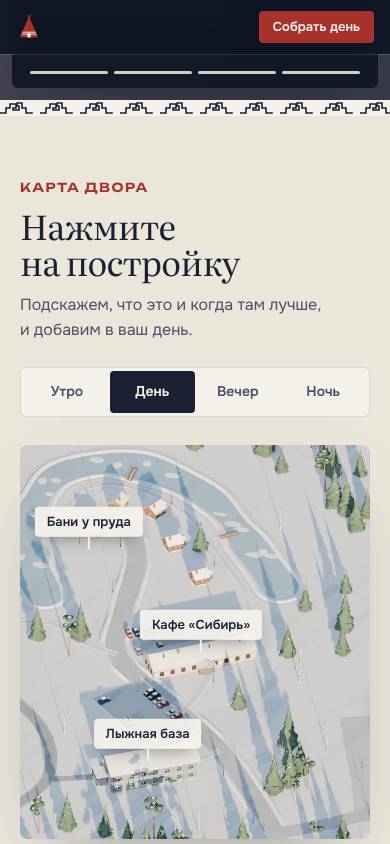 Собрать день
КАРТА ДВОРА
Нажмите
на постройку
Подскажем, что это и когда там лучше,
и добавим в ваш день.
Утро
День
Вечер
Ночь
Бани у пруда
Кафе «Сибирь»
Лыжная база